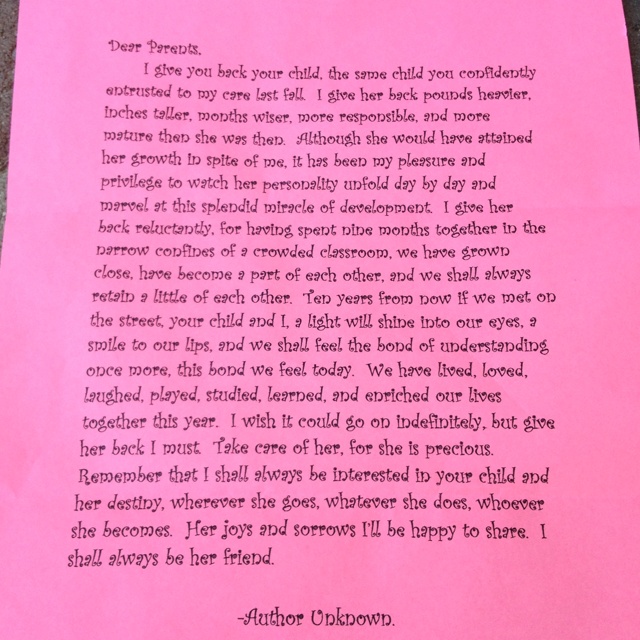 Dear Parents,
I give you back your child, the same child you confidently
entrusted to my care last fall. I give her back pounds heavier,
inches taller, months wiser, more responsible, and more
mature then she was then. Although she would have attained
her growth in spite of me, it has been my pleasure and
privilege to watch her personality unfold day by day and
marvel at this splendid miracle of development. I give her
back reluctantly, for having spent nine months together in the
narrow confines of a crowded classroom, we have grown
close, have become a part of each other, and we shall always
retain a little of each other. Ten years from now if we met on
the street, your child and I, a light will shine into our eyes, a
smile to our lips, and we shall feel the bond of understanding
once more, this bond we feel today. We have lived, loved,
laughed, played, studied, learned, and enriched our lives
together this year. I wish it could go on indefinitely, but give
her back I must. Take care of her, for she is precious.
Remember that I shall always be interested in your child and
her destiny, wherever she goes, whatever she does, whoever
she becomes. Her joys and sorrows I'll be happy to share. I
shall always be her friend.
-Author Unknown.